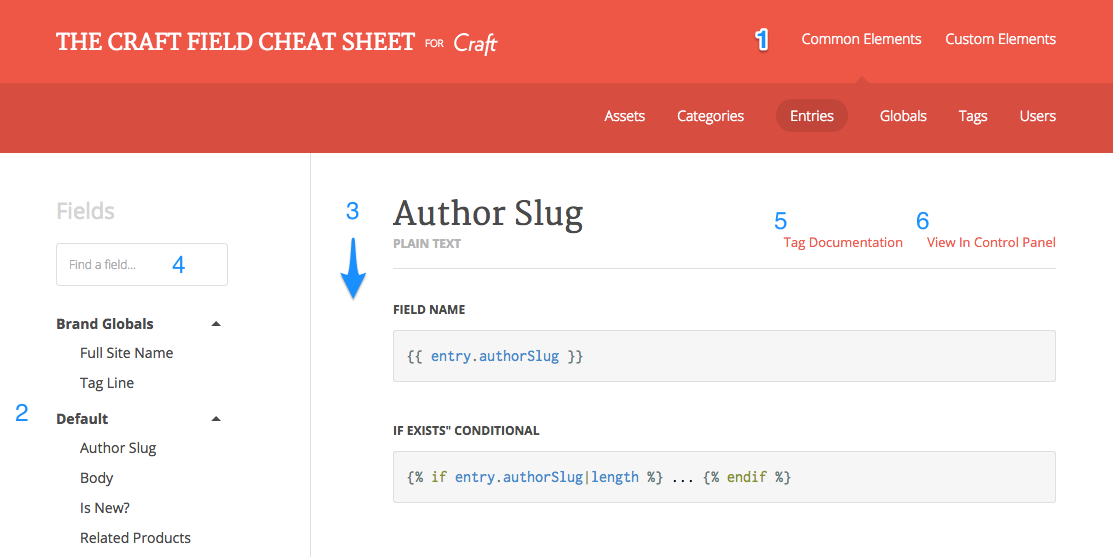 THE CRAFT FIELD CHEAT SHEET FOR Craft
1 Common Elements Custom Elements
Assets Categories Entries Globals Tags Users
Fields
4 Find a field...
Brand Globals
Full Site Name
Tag Line
2 Default
Author Slug
Body
Is New?
Related Products
3 Author Slug
PLAIN TEXT
5 Tag Documentation
6 View In Control Panel
FIELD NAME
{{ entry.authorSlug }}
IF EXISTS" CONDITIONAL
{% if entry.authorSlug|length %} ... {% endif %}